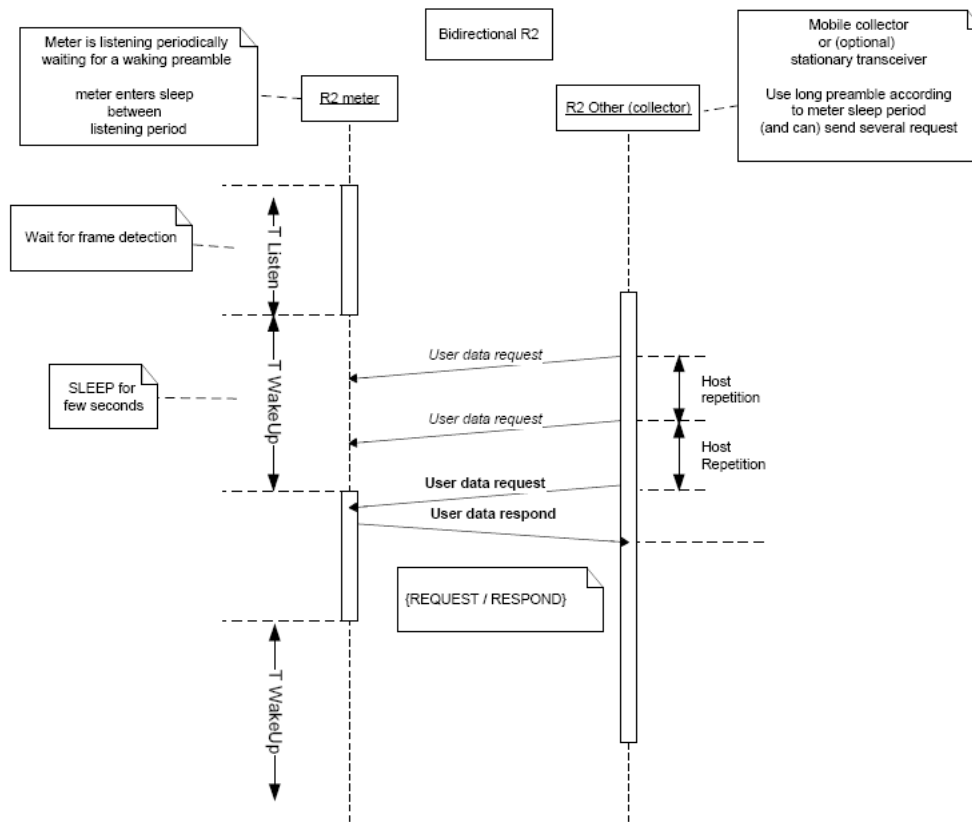 Meter is listening periodically
waiting for a waking preamble
meter enters sleep
between
listening period
Bidirectional R2
Mobile collector
or (optional)
stationary transceiver
Use long preamble according
to meter sleep period
(and can) send several request
R2 meter
R2 Other (collector)
Wait for frame detection
T Listen
User data request
Host
repetition
SLEEP for
few seconds
T WakeUp
User data request
Host
Repetition
User data request
User data respond
{REQUEST / RESPOND}
T WakeUp